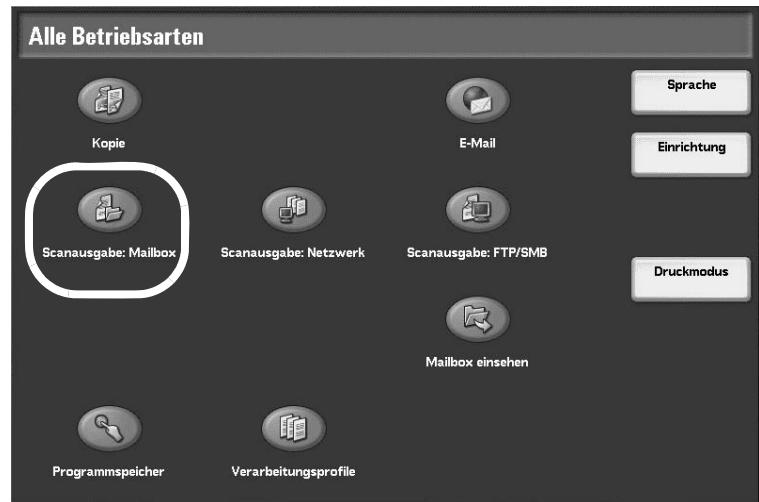 Alle Betriebsarten
Kopie
E-Mail
Sprache
Einrichtung
Scanausgabe: Mailbox
Scanausgabe: Netzwerk
Scanausgabe: FTP/SMB
Druckmodus
Mailbox einsehen
Programmspeicher
Verarbeitungsprofile